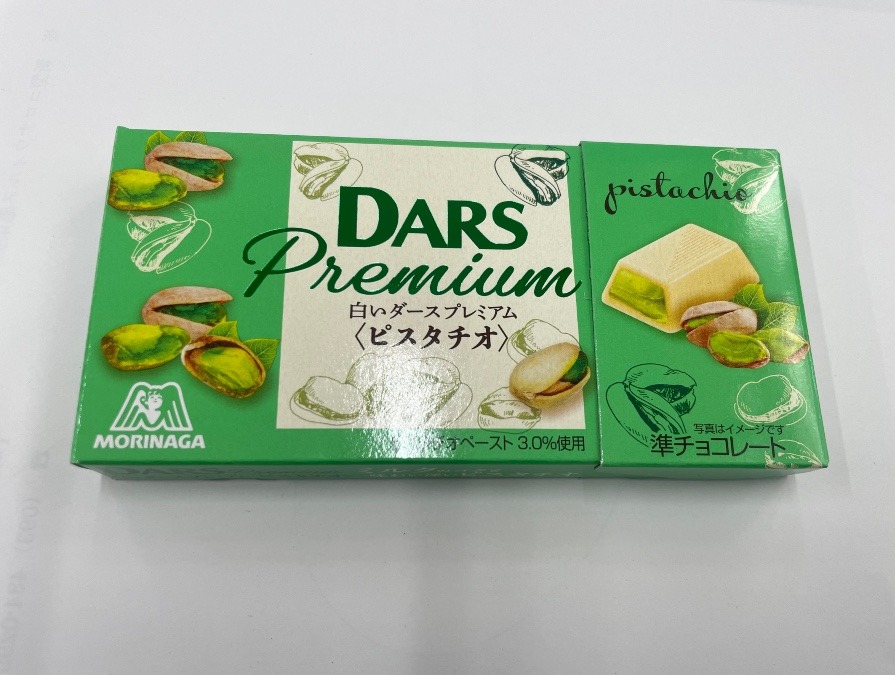 DARS
Premium
白いダースプレミアム
〈ピスタチオ〉
オペースト 3.0%使用
MORINAGA
pistachio
写真はイメージです
準チョコレート
DARS